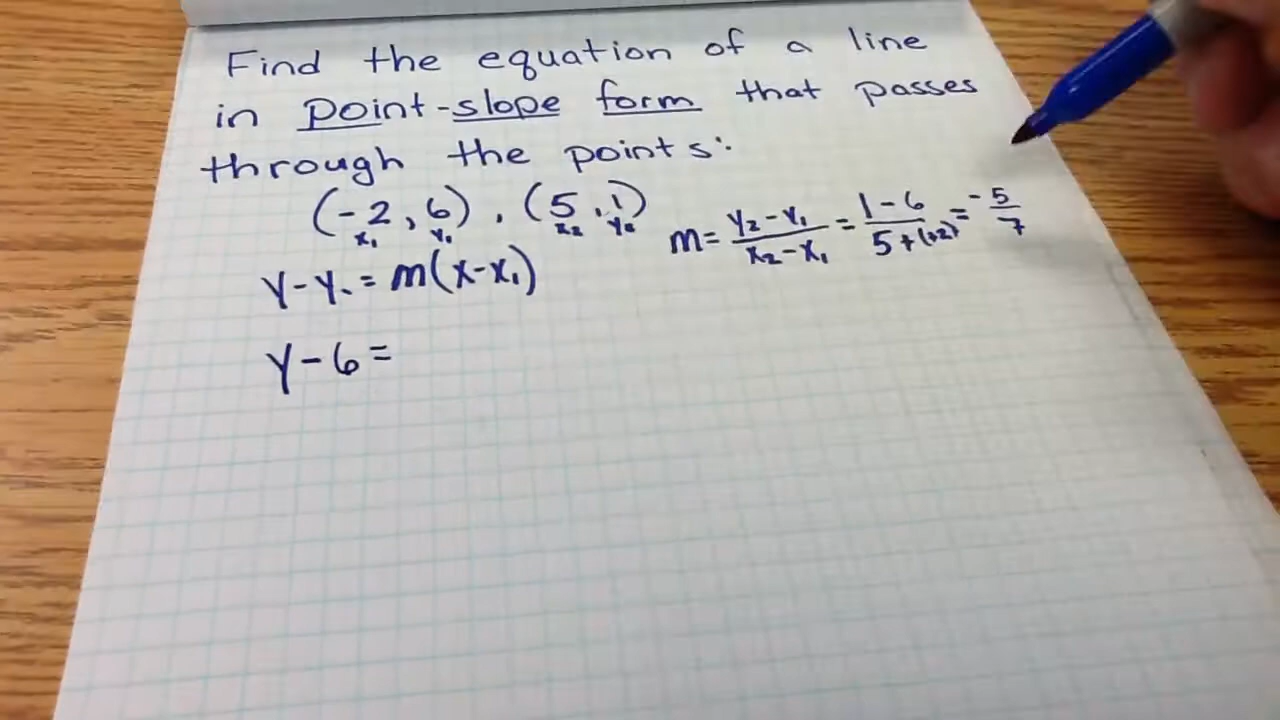 Find the equation of a line
in point-slope form that passes
through the points:
(-2, 6), (5, 1)
x₁ y₁ x₂ y₂
m = y₂-y₁/x₂-x₁ = 1-6/5+(+2) = -5/7
y-y₁ = m(x-x₁)
y-6 =